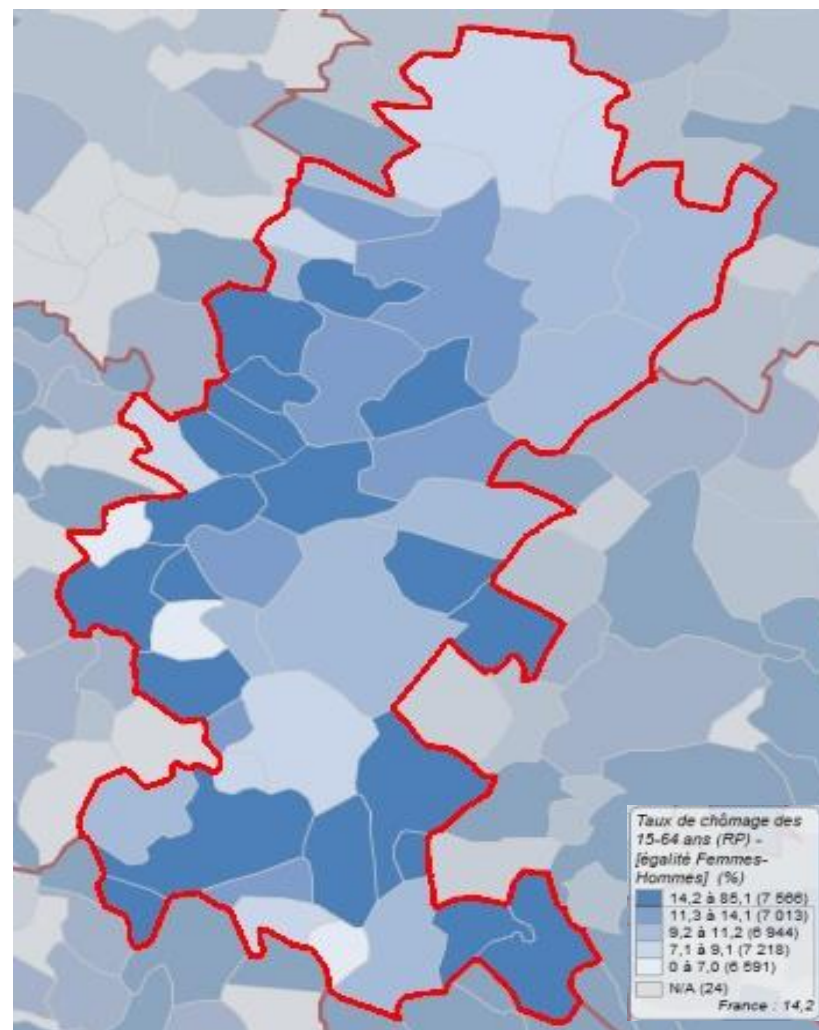 Taux de chômage des
15-64 ans (RP) -
[égalité Femmes-
Hommes] (%)
14,2 à 85,1 (7 566)
11,3 à 14,1 (7 013)
9,2 à 11,2 (6 944)
7,1 à 9,1 (7 218)
0 à 7,0 (6 591)
N/A (24)
France : 14,2